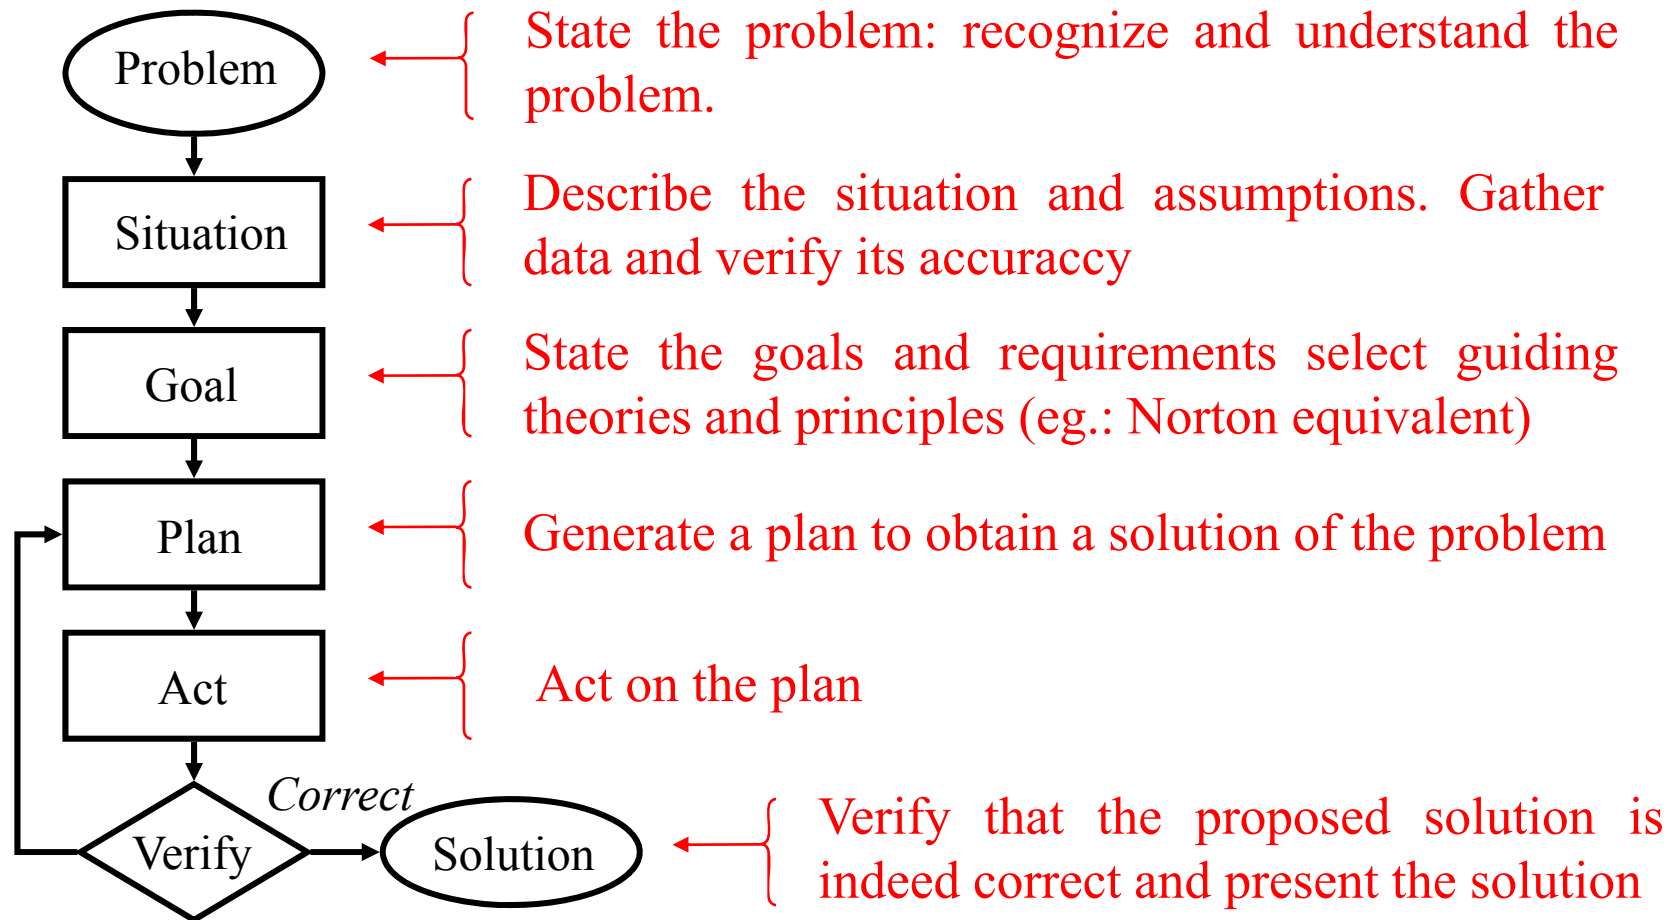 Problem
State the problem: recognize and understand the
problem.
Situation
Describe the situation and assumptions. Gather
data and verify its accuraccy
Goal
State the goals and requirements select guiding
theories and principles (eg.: Norton equivalent)
Plan
Generate a plan to obtain a solution of the problem
Act
Act on the plan
Verify
Correct
Solution
Verify that the proposed solution is
indeed correct and present the solution